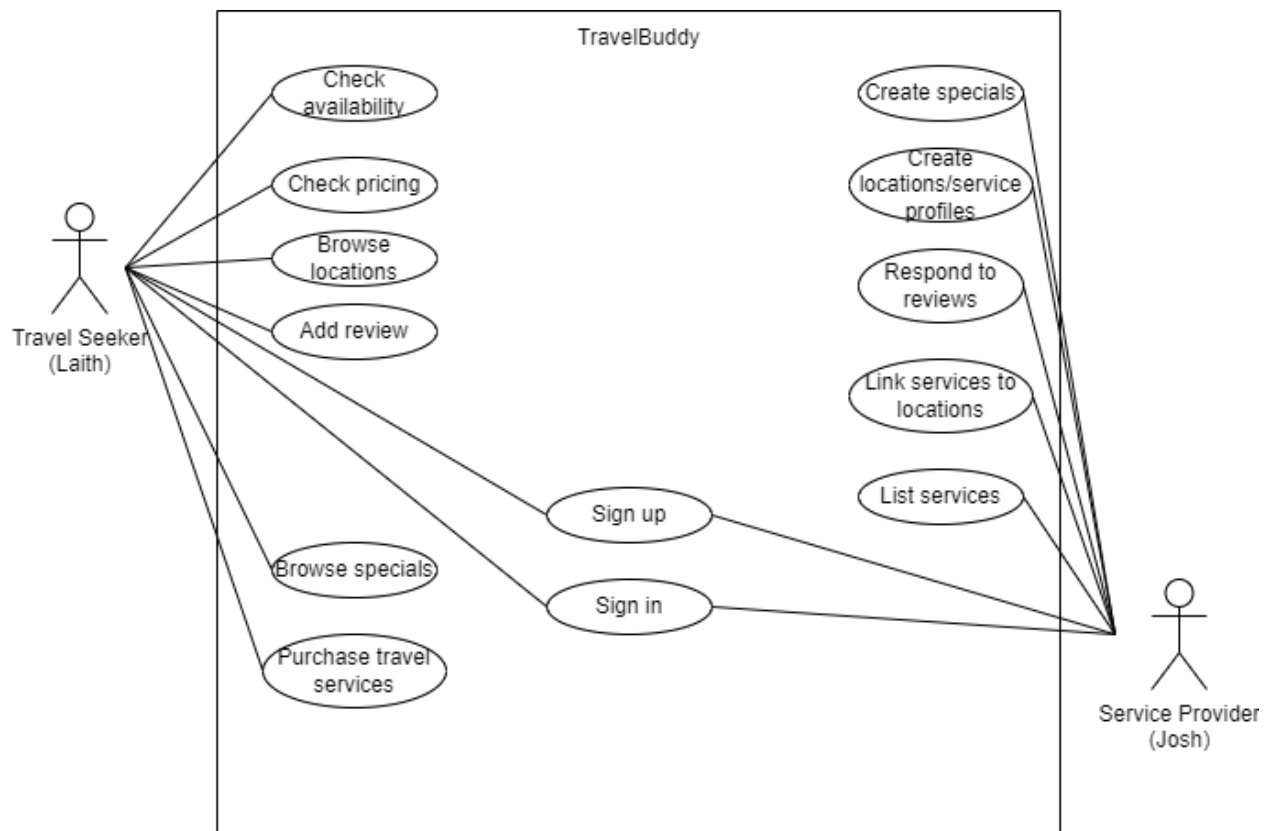 TravelBuddy
Check
availability
Create specials
Check pricing
Create
locations/service
profiles
Browse
locations
Respond to
reviews
Add review
Travel Seeker
(Laith)
Link services to
locations
List services
Sign up
Browse specials
Sign in
Purchase travel
services
Service Provider
(Josh)